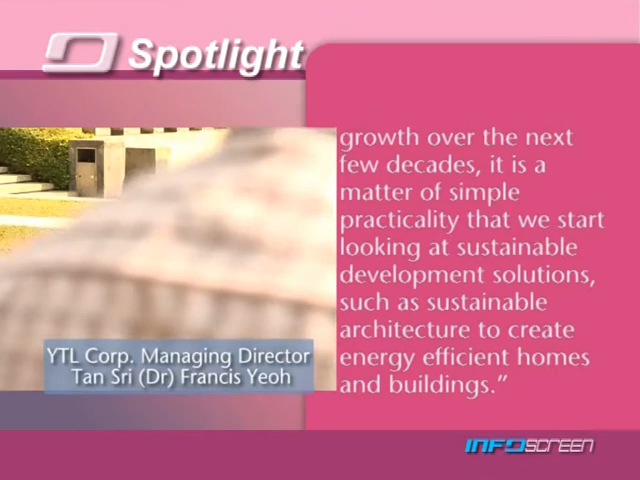 Spotlight
growth over the next
few decades, it is a
matter of simple
practicality that we start
looking at sustainable
development solutions,
such as sustainable
architecture to create
energy efficient homes
and buildings.”
YTL Corp. Managing Director
Tan Sri (Dr) Francis Yeoh
INFOSCREEN